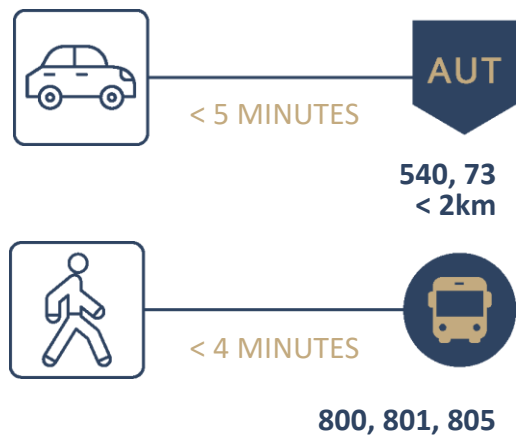 AUT
< 5 MINUTES
540, 73
< 2km
< 4 MINUTES
800, 801, 805